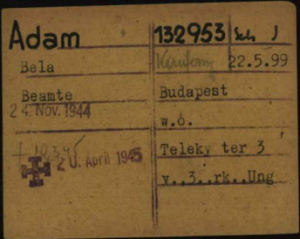 Adam 132953 Sch J
Bela 22.5.99
Beamte Budapest
24. Nov. 1944 w.o.
Teleky ter 3
20. April 1945
v..3..rk..Ung